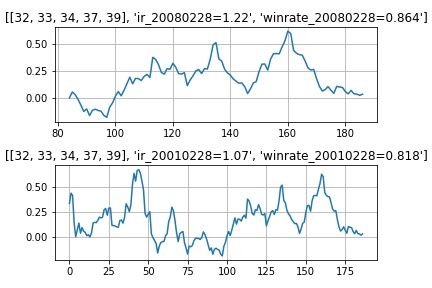 [[32, 33, 34, 37, 39], 'ir_20080228=1.22', 'winrate_20080228=0.864']
0.50
0.25
0.00
80 100 120 140 160 180
[[32, 33, 34, 37, 39], 'ir_20010228=1.07', 'winrate_20010228=0.818']
0.50
0.25
0.00
0 25 50 75 100 125 150 175